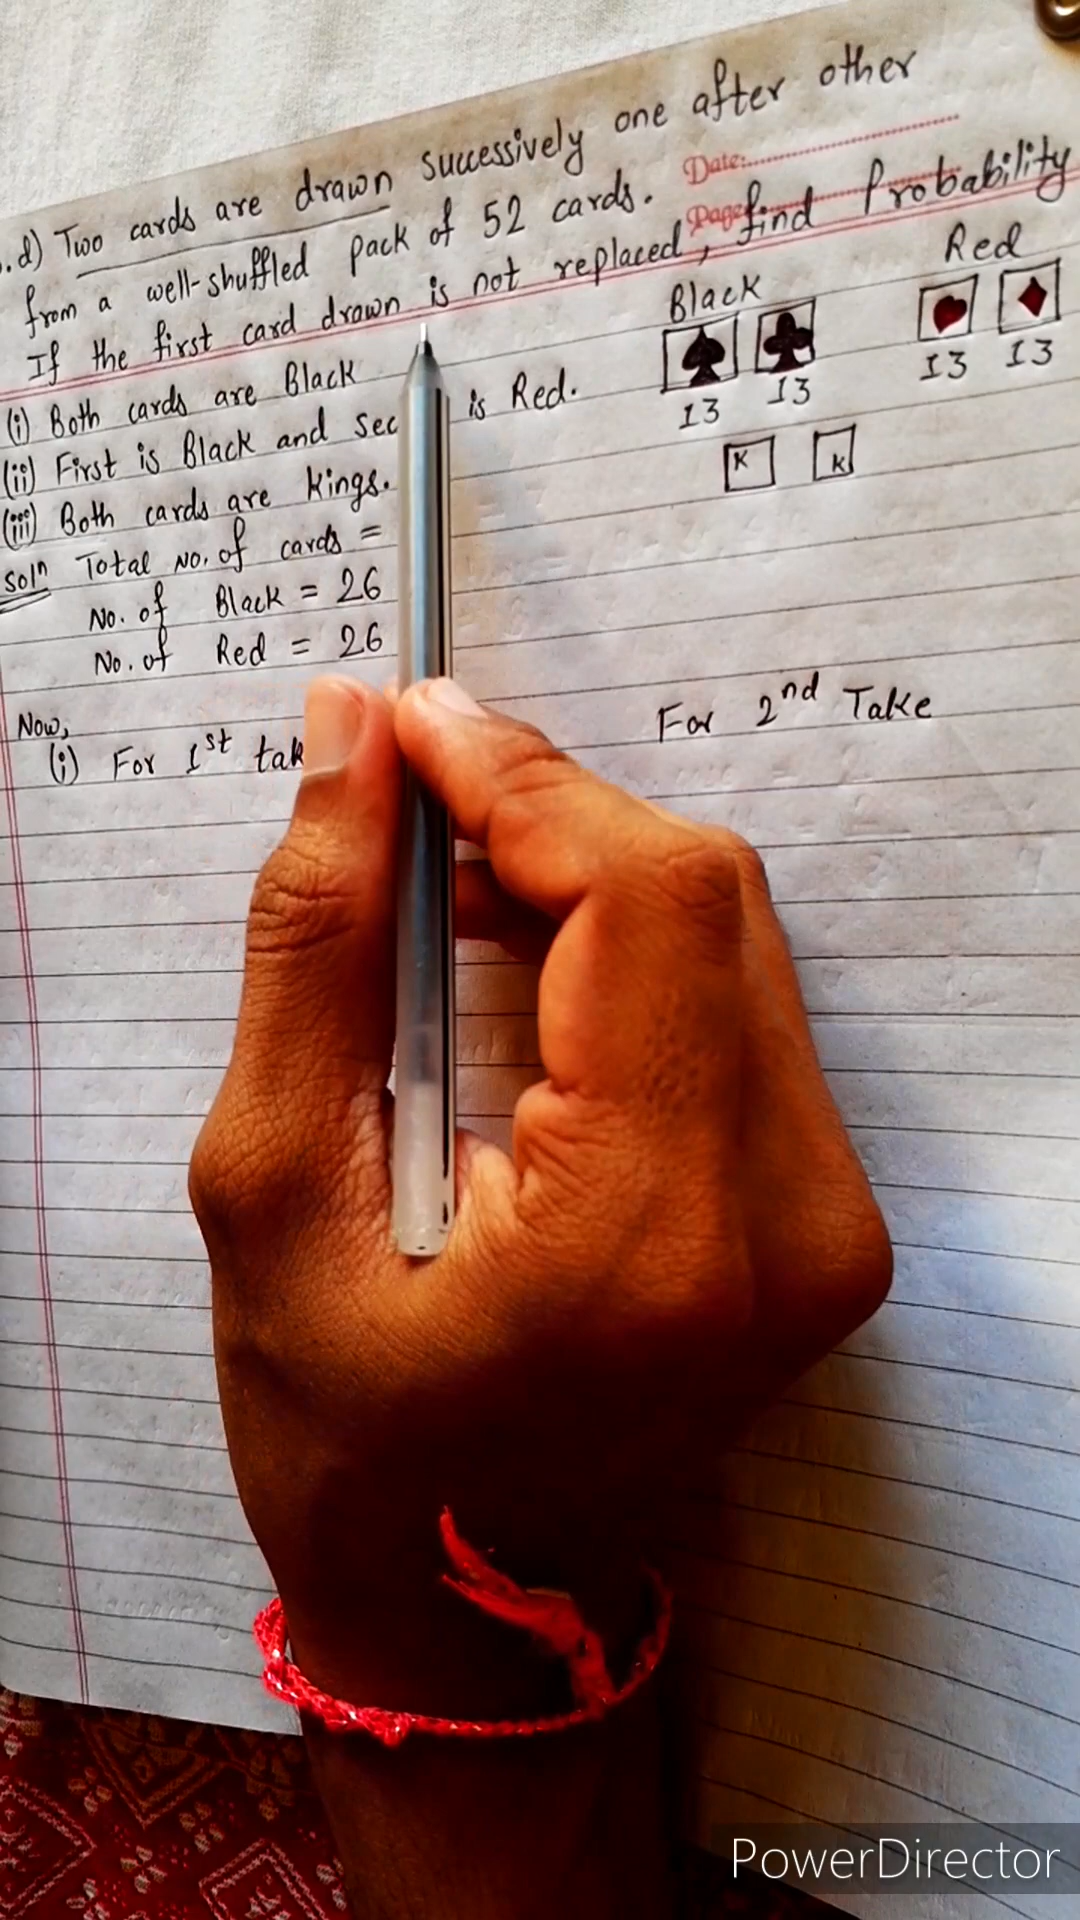 .d) Two cards are drawn successively one after other
from a well-shuffled pack of 52 cards.
If the first card drawn is not replaced, find Probability
Date:
Page
(i) Both cards are Black
(ii) First is Black and sec is Red.
(iii) Both cards are Kings.
Soln Total No. of cards =
No. of Black = 26
No. of Red = 26
Black
13 13
K K
Red
13 13
Now,
(i) For 1st tak
For 2nd Take
PowerDirector